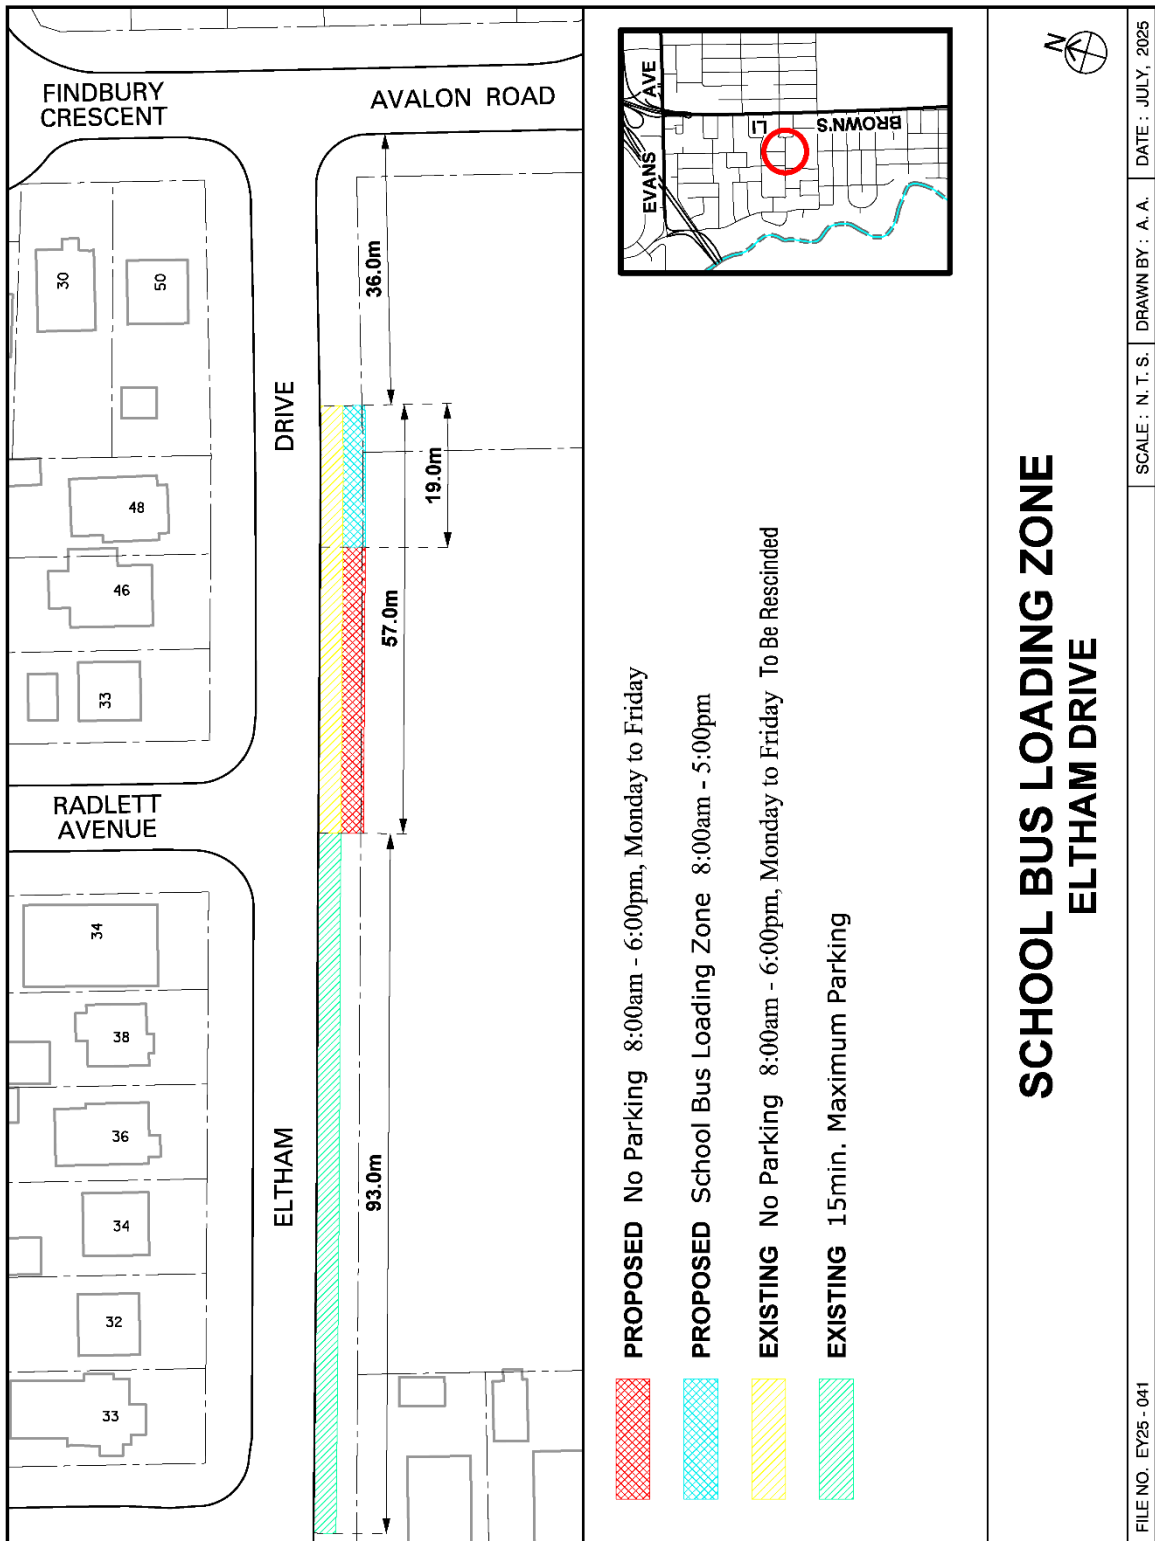 FINDBURY
CRESCENT
AVALON ROAD
30
50
48
46
33
DRIVE
36.0m
19.0m
57.0m
RADLETT
AVENUE
34
38
36
34
32
33
ELTHAM
93.0m
EVANS AVE
BROWN'S LI
N
PROPOSED No Parking 8:00am - 6:00pm, Monday to Friday
PROPOSED School Bus Loading Zone 8:00am - 5:00pm
EXISTING No Parking 8:00am - 6:00pm, Monday to Friday To Be Rescinded
EXISTING 15min. Maximum Parking
SCHOOL BUS LOADING ZONE
ELTHAM DRIVE
FILE NO. EY25 - 041
SCALE : N. T. S.
DRAWN BY : A. A.
DATE : JULY, 2025